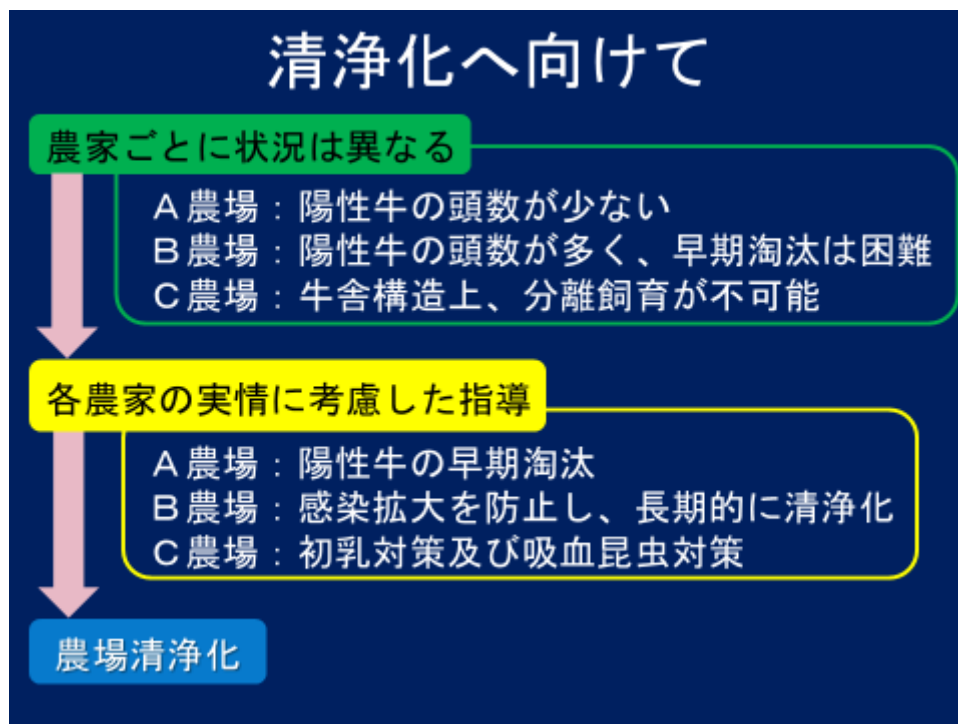 清浄化へ向けて
農家ごとに状況は異なる
Ａ農場：陽性牛の頭数が少ない
Ｂ農場：陽性牛の頭数が多く、早期淘汰は困難
Ｃ農場：牛舎構造上、分離飼育が不可能
各農家の実情に考慮した指導
Ａ農場：陽性牛の早期淘汰
Ｂ農場：感染拡大を防止し、長期的に清浄化
Ｃ農場：初乳対策及び吸血昆虫対策
農場清浄化